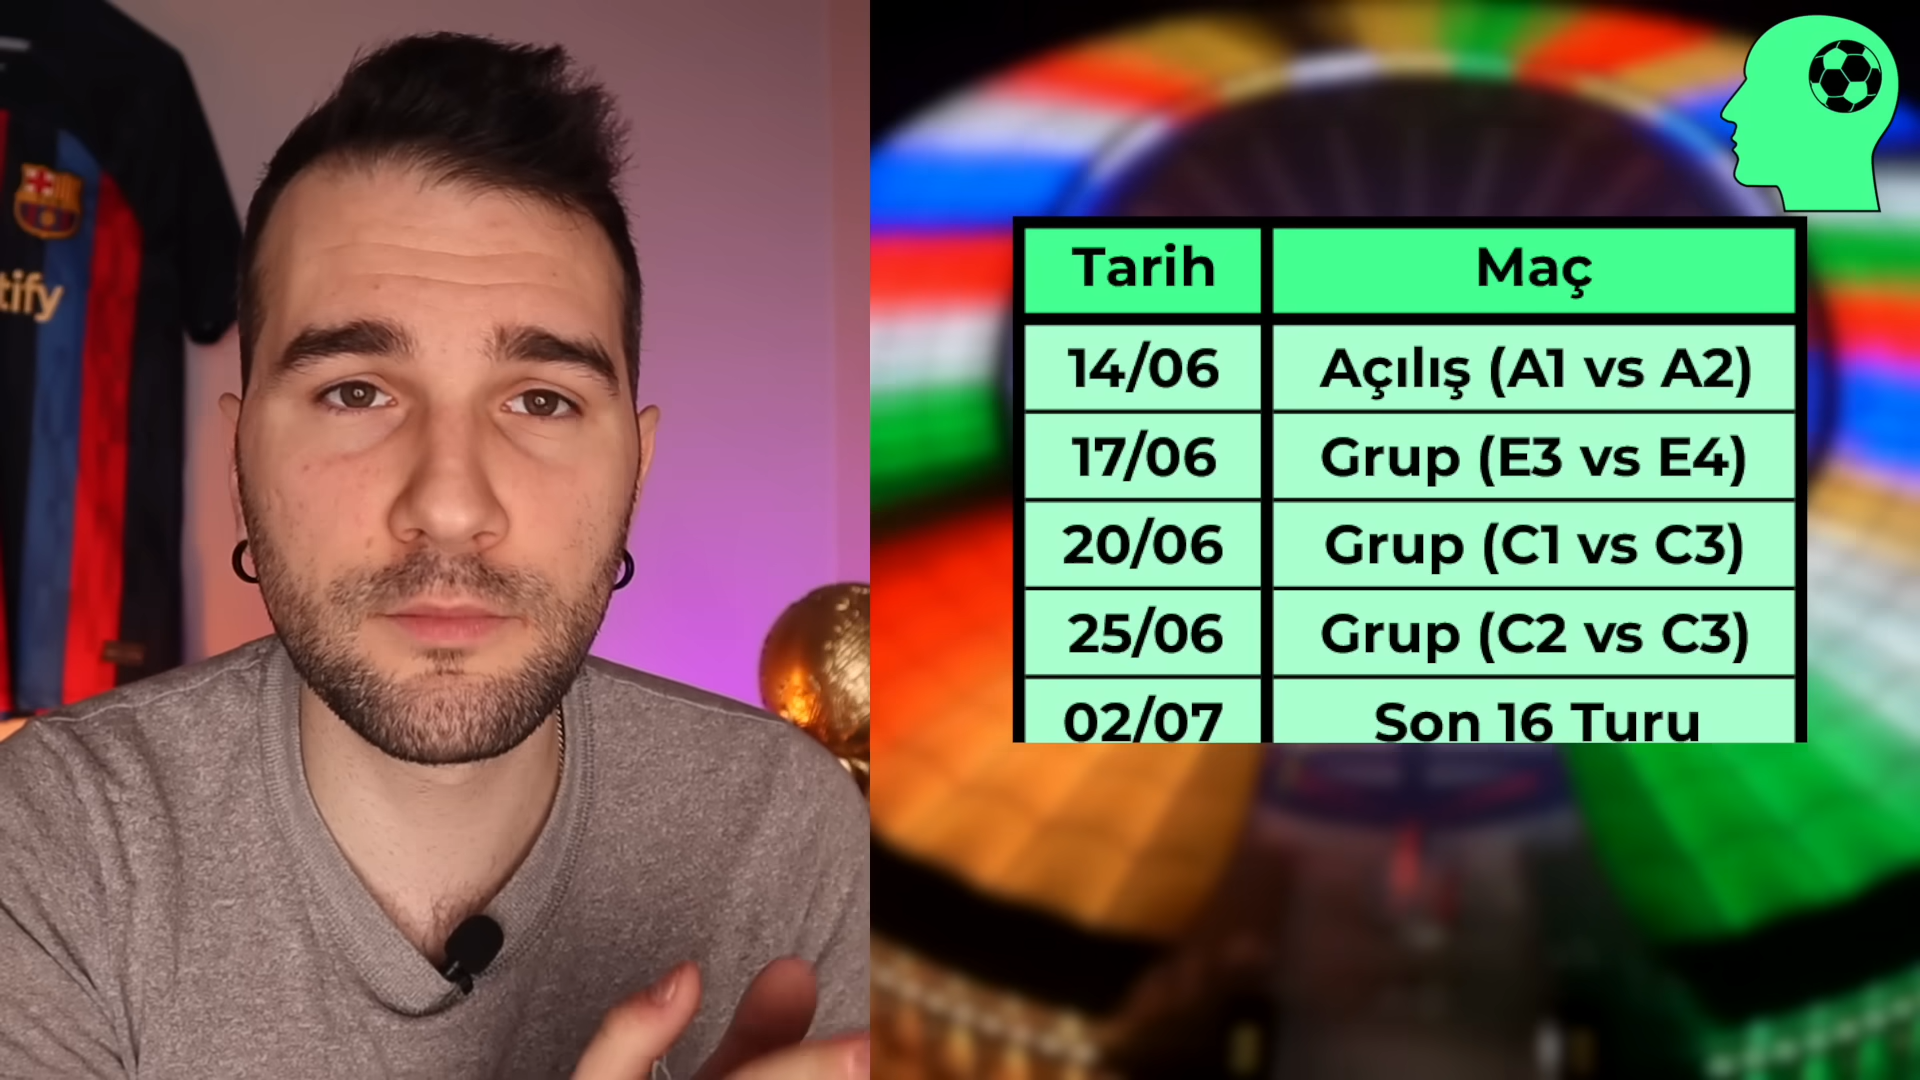 tify
Tarih Maç
14/06 Açılış (A1 vs A2)
17/06 Grup (E3 vs E4)
20/06 Grup (C1 vs C3)
25/06 Grup (C2 vs C3)
02/07 Son 16 Turu